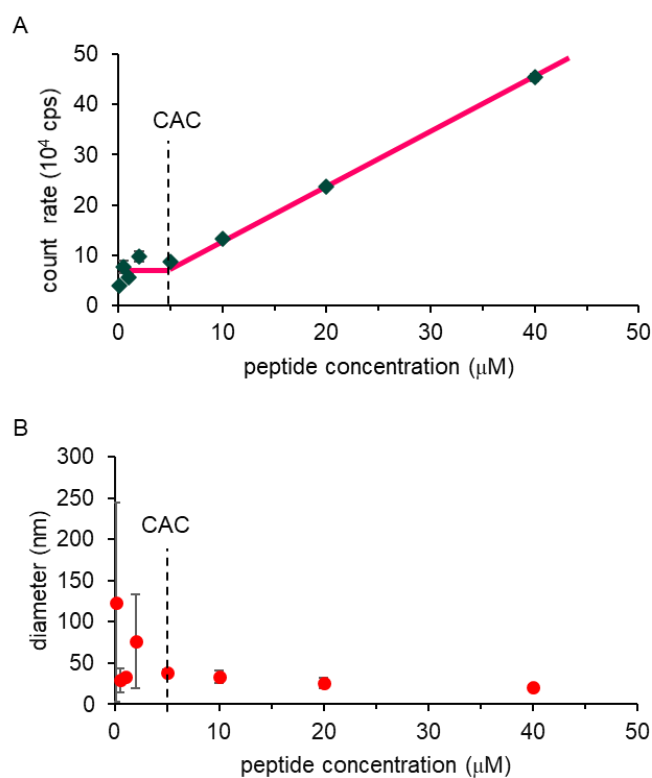 A
count rate (10⁴ cps)
50
40
30
20
10
0
CAC
0 10 20 30 40 50
peptide concentration (μM)
B
diameter (nm)
300
250
200
150
100
50
0
CAC
0 10 20 30 40 50
peptide concentration (μM)